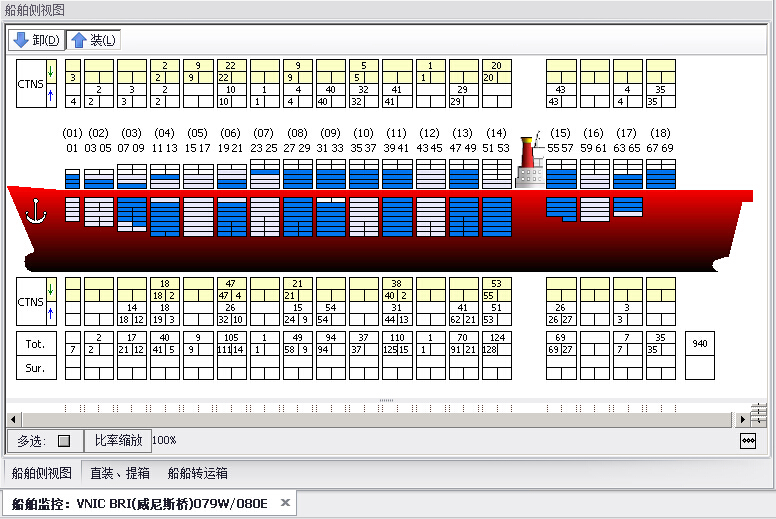 船舶侧视图
卸(D) 装(L)
2 9 22 9 5 1 20
CTNS 3 2 9 22 9 5 1 20
2 3 2 10 1 4 40 32 41 29 43 4 35
4 2 3 2 10 1 4 40 32 41 29 43 4 35
(01) (02) (03) (04) (05) (06) (07) (08) (09) (10) (11) (12) (13) (14) (15) (16) (17) (18)
01 03 05 07 09 11 13 15 17 19 21 23 25 27 29 31 33 35 37 39 41 43 45 47 49 51 53 55 57 59 61 63 65 67 69
18 47 21 38 53
CTNS 18 2 47 4 21 40 2 55
14 18 26 15 54 31 41 51 26 3
18 12 19 3 32 10 24 9 54 44 13 62 21 53 26 27 3
Tot. 2 17 40 9 105 1 49 94 37 110 1 70 124 69 7 35 940
7 2 21 12 41 5 9 111 14 1 58 9 94 37 125 15 1 91 21 128 69 27 7 35
Sur.
多选: 比率缩放 100%
船舶侧视图 直装、提箱 船舶转运箱
船舶监控: VNIC BRI(威尼斯桥)079W/080E